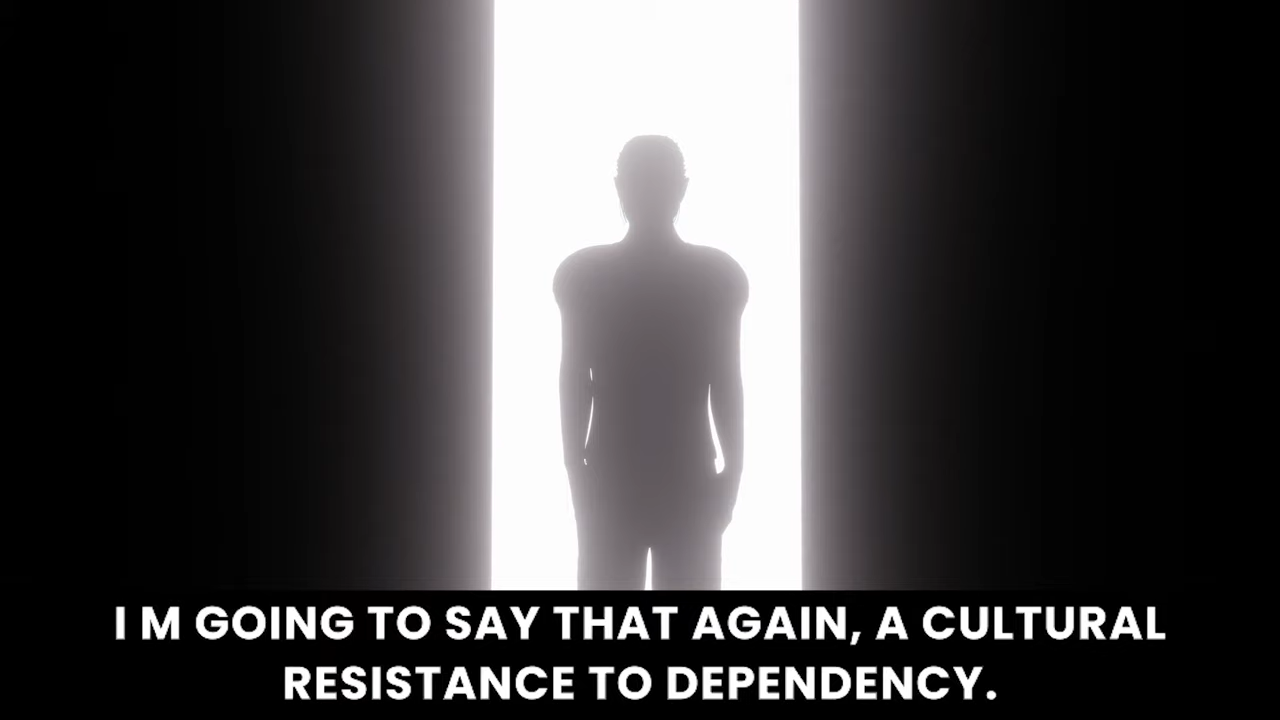 I M GOING TO SAY THAT AGAIN, A CULTURAL
RESISTANCE TO DEPENDENCY.